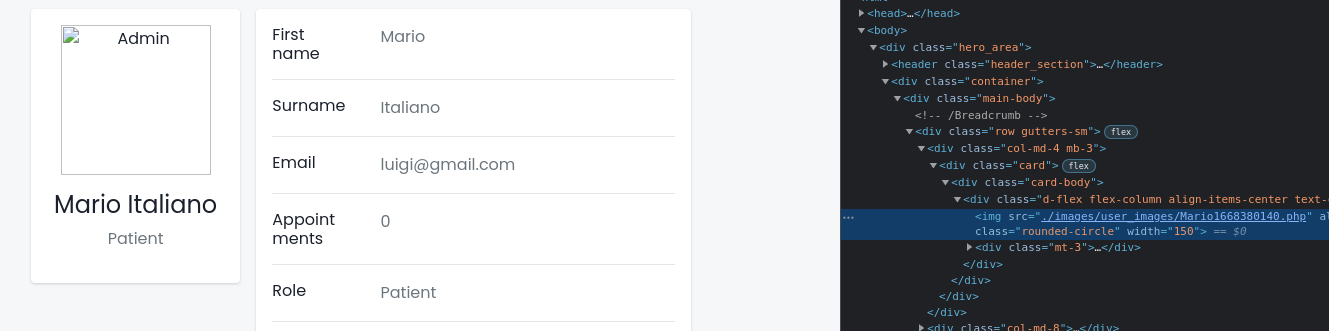 Admin
Mario Italiano
Patient
First
name
Mario
Surname
Italiano
Email
luigi@gmail.com
Appoint
ments
0
Role
Patient
<head>…</head>
<body>
<div class="hero_area">
<header class="header_section">…</header>
<div class="container">
<div class="main-body">
<!-- /Breadcrumb -->
<div class="row gutters-sm"> flex
<div class="col-md-4 mb-3">
<div class="card"> flex
<div class="card-body">
<div class="d-flex flex-column align-items-center text-
<img src="./images/user_images/Mario1668380140.php" al
class="rounded-circle" width="150"> == $0
<div class="mt-3">…</div>
</div>
</div>
</div>
</div>
<div class="col-md-8">…</div>